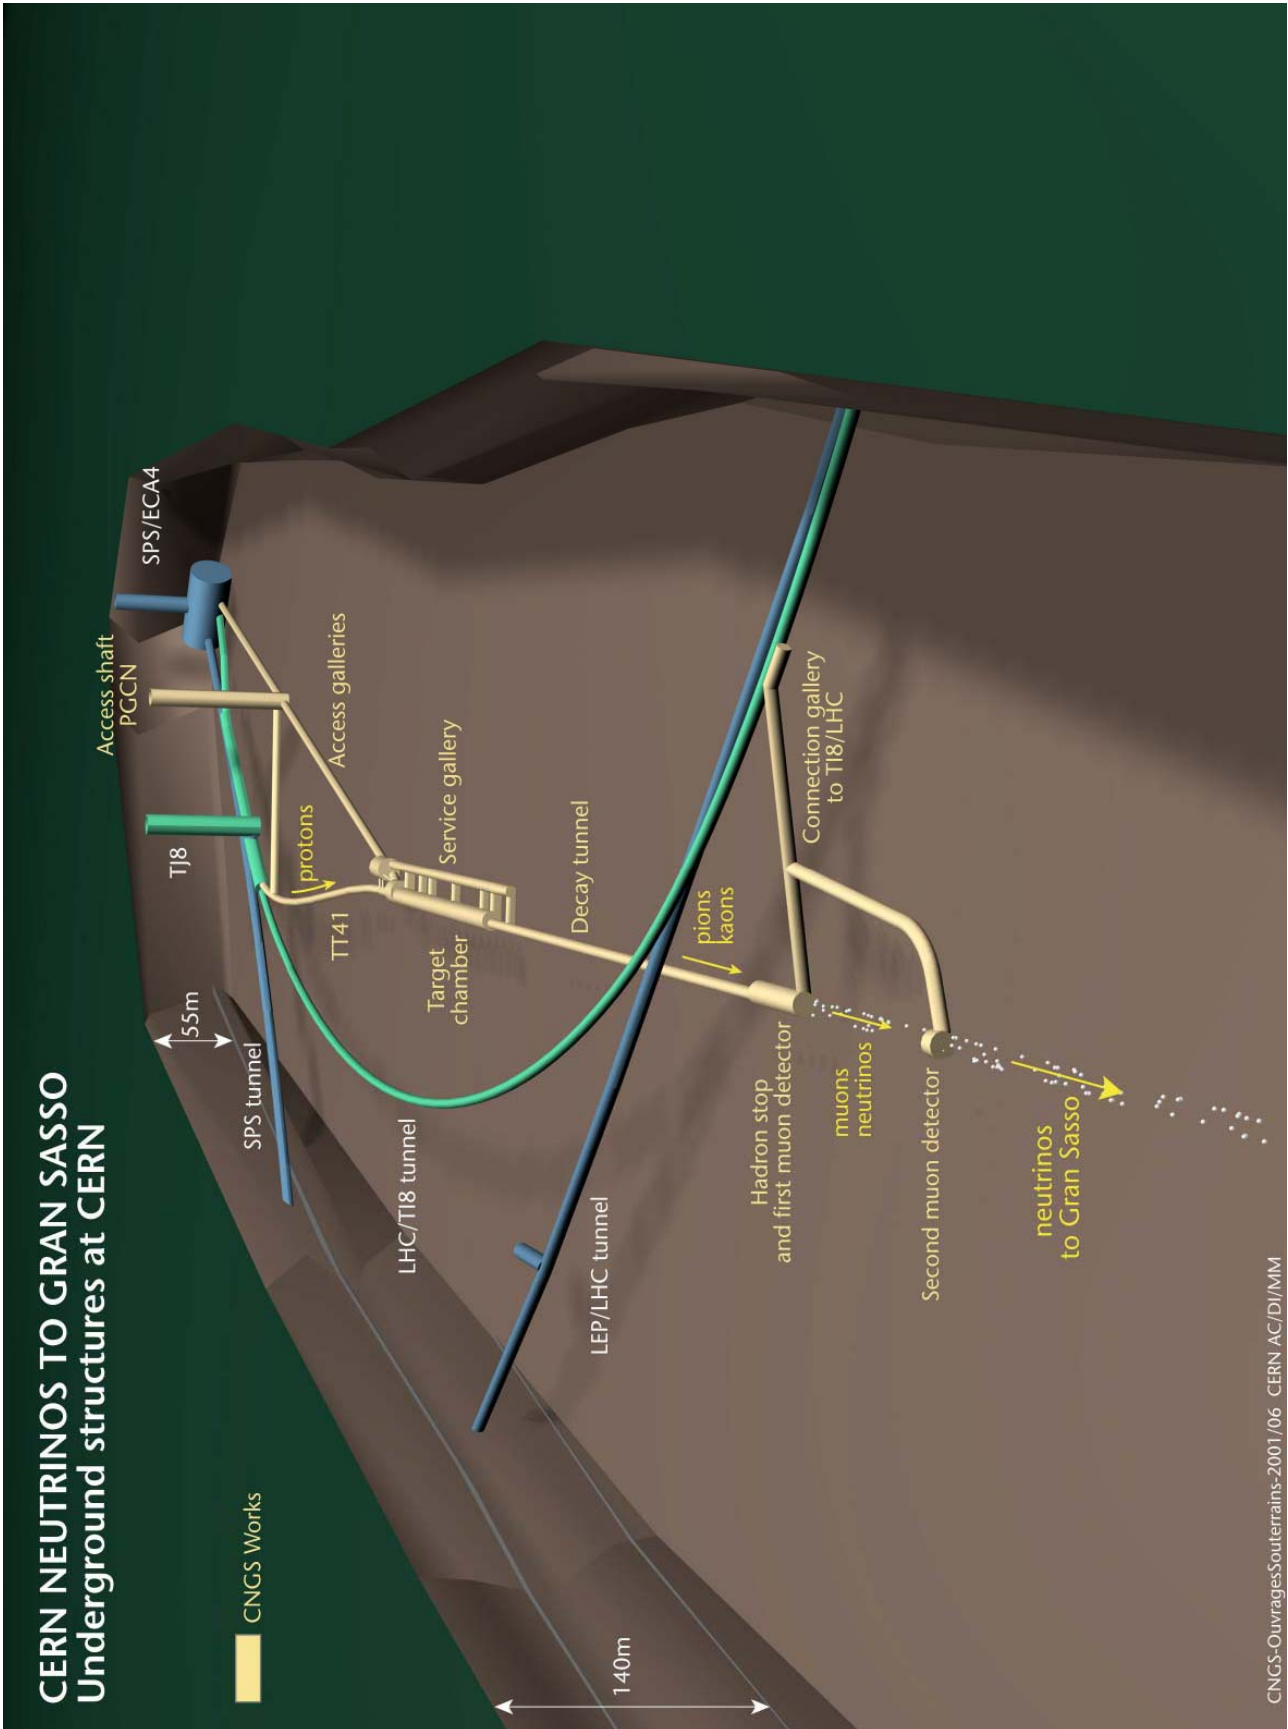 CERN NEUTRINOS TO GRAN SASSO
Underground structures at CERN
CNGS Works
SPS/ECA4
Access shaft
PGCN
TJ8
55m
SPS tunnel
protons
Access galleries
TT41
LHC/TI8 tunnel
Service gallery
Target
chamber
Decay tunnel
LEP/LHC tunnel
140m
pions
kaons
Connection gallery
to TI8/LHC
Hadron stop
and first muon detector
muons
neutrinos
Second muon detector
neutrinos
to Gran Sasso
CNGS-OuvragesSouterrains-2001/06 CERN AC/DI/MM